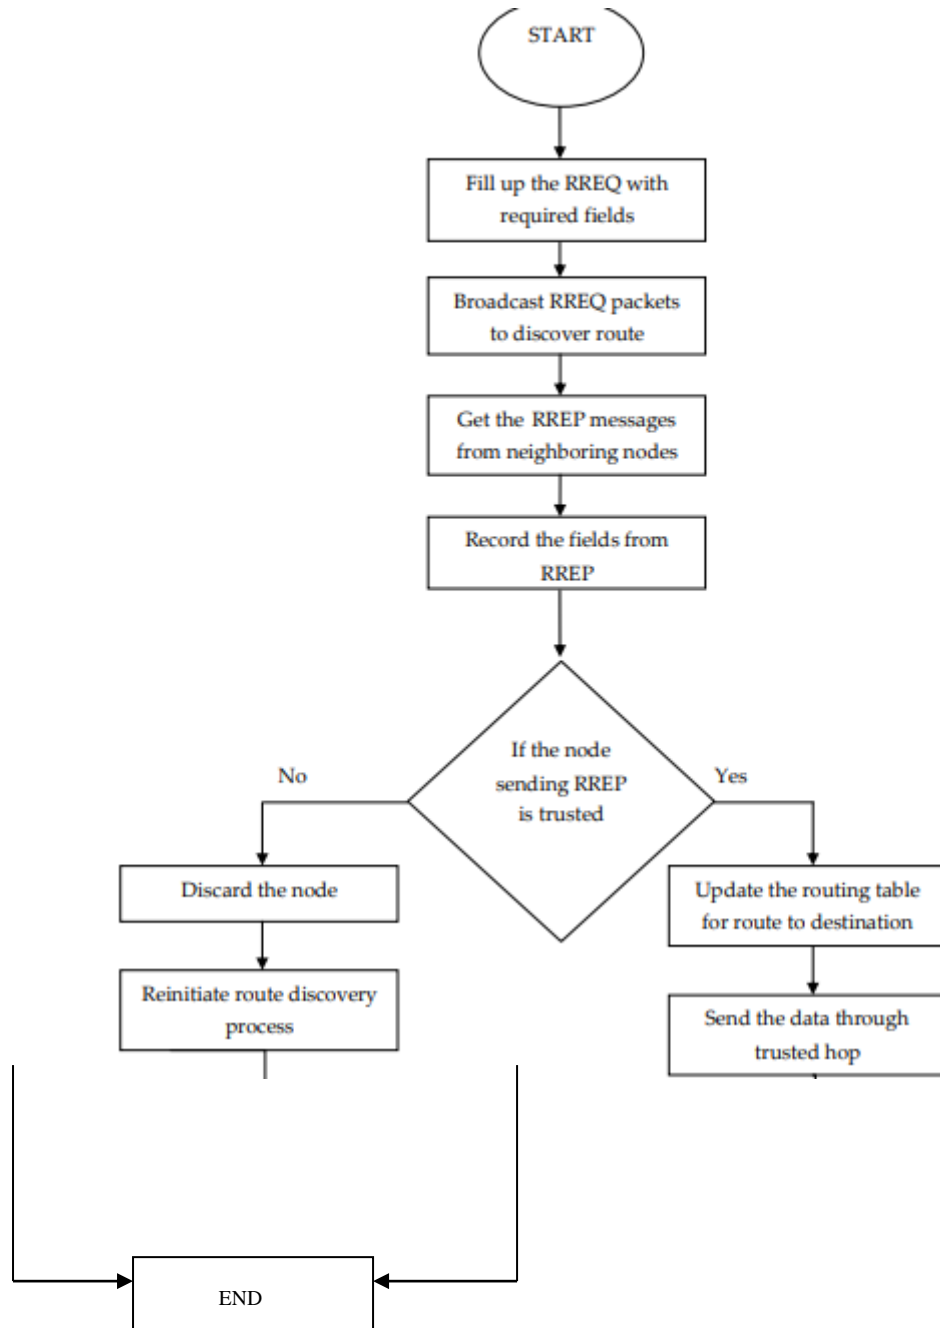 START
Fill up the RREQ with
required fields
Broadcast RREQ packets
to discover route
Get the RREP messages
from neighboring nodes
Record the fields from
RREP
If the node
sending RREP
is trusted
No
Yes
Discard the node
Reinitiate route discovery
process
Update the routing table
for route to destination
Send the data through
trusted hop
END